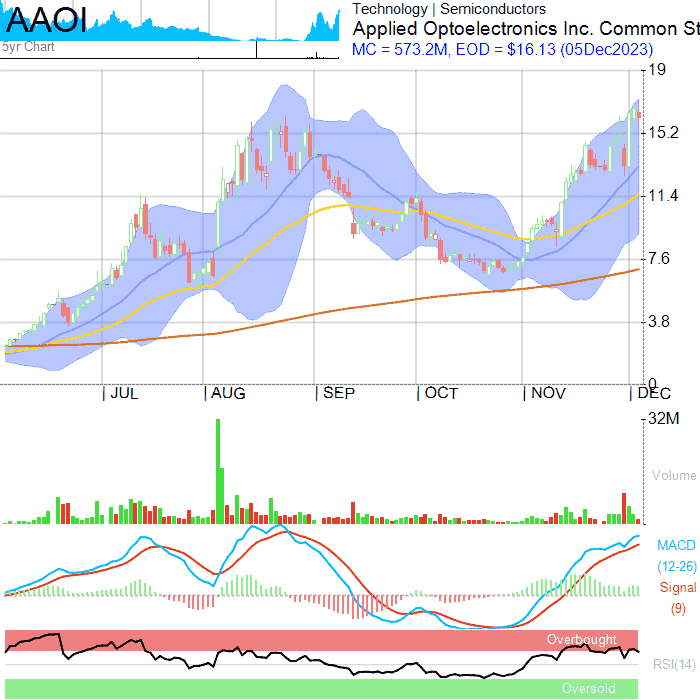 AAOI
5yr Chart
Technology | Semiconductors
Applied Optoelectronics Inc. Common St
MC = 573.2M, EOD = $16.13 (05Dec2023)
19
15.2
11.4
7.6
3.8
0
| JUL
| AUG
| SEP
| OCT
| NOV
| DEC
32M
Volume
MACD
(12-26)
Signal
(9)
Overbought
RSI(14)
Oversold